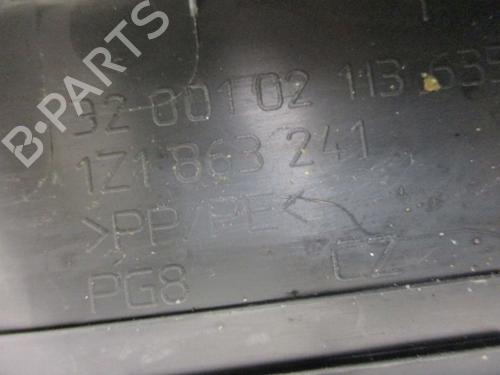 B-PARTS
32 001 02 113 635
1Z1 863 241
>PP/PE<
PG8 CZ